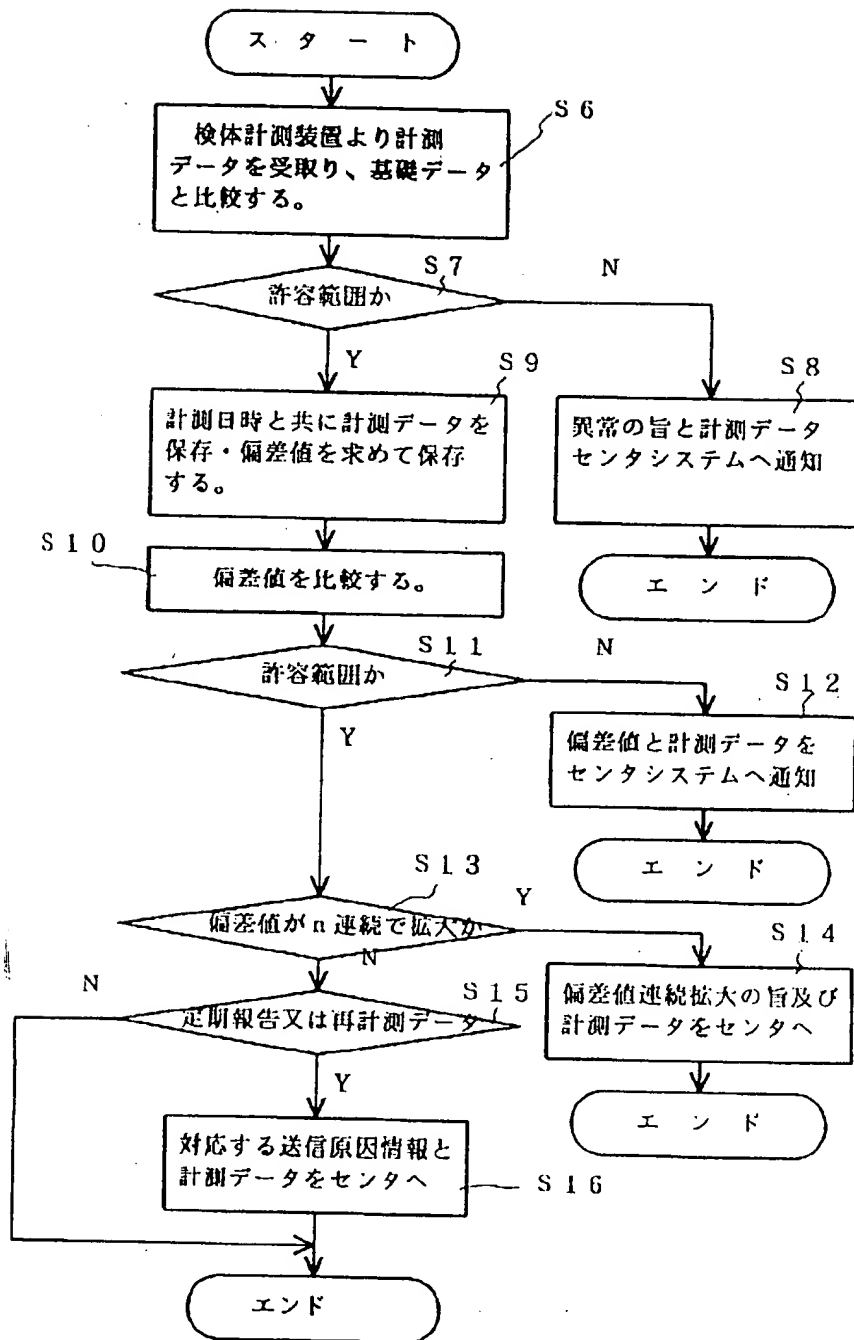 スタート
S6
検体計測装置より計測
データを受取り、基礎データ
と比較する。
S7
N
許容範囲か
Y
S9
S8
計測日時と共に計測データを
保存・偏差値を求めて保存
する。
異常の旨と計測データ
センタシステムへ通知
S10
偏差値を比較する。
エンド
S11
N
許容範囲か
S12
Y
偏差値と計測データを
センタシステムへ通知
エンド
S13
Y
偏差値がn連続で拡大か
S14
N
N
S15
偏差値連続拡大の旨及び
計測データをセンタへ
定期報告又は再計測データ
Y
エンド
対応する送信原因情報と
計測データをセンタへ
S16
エンド